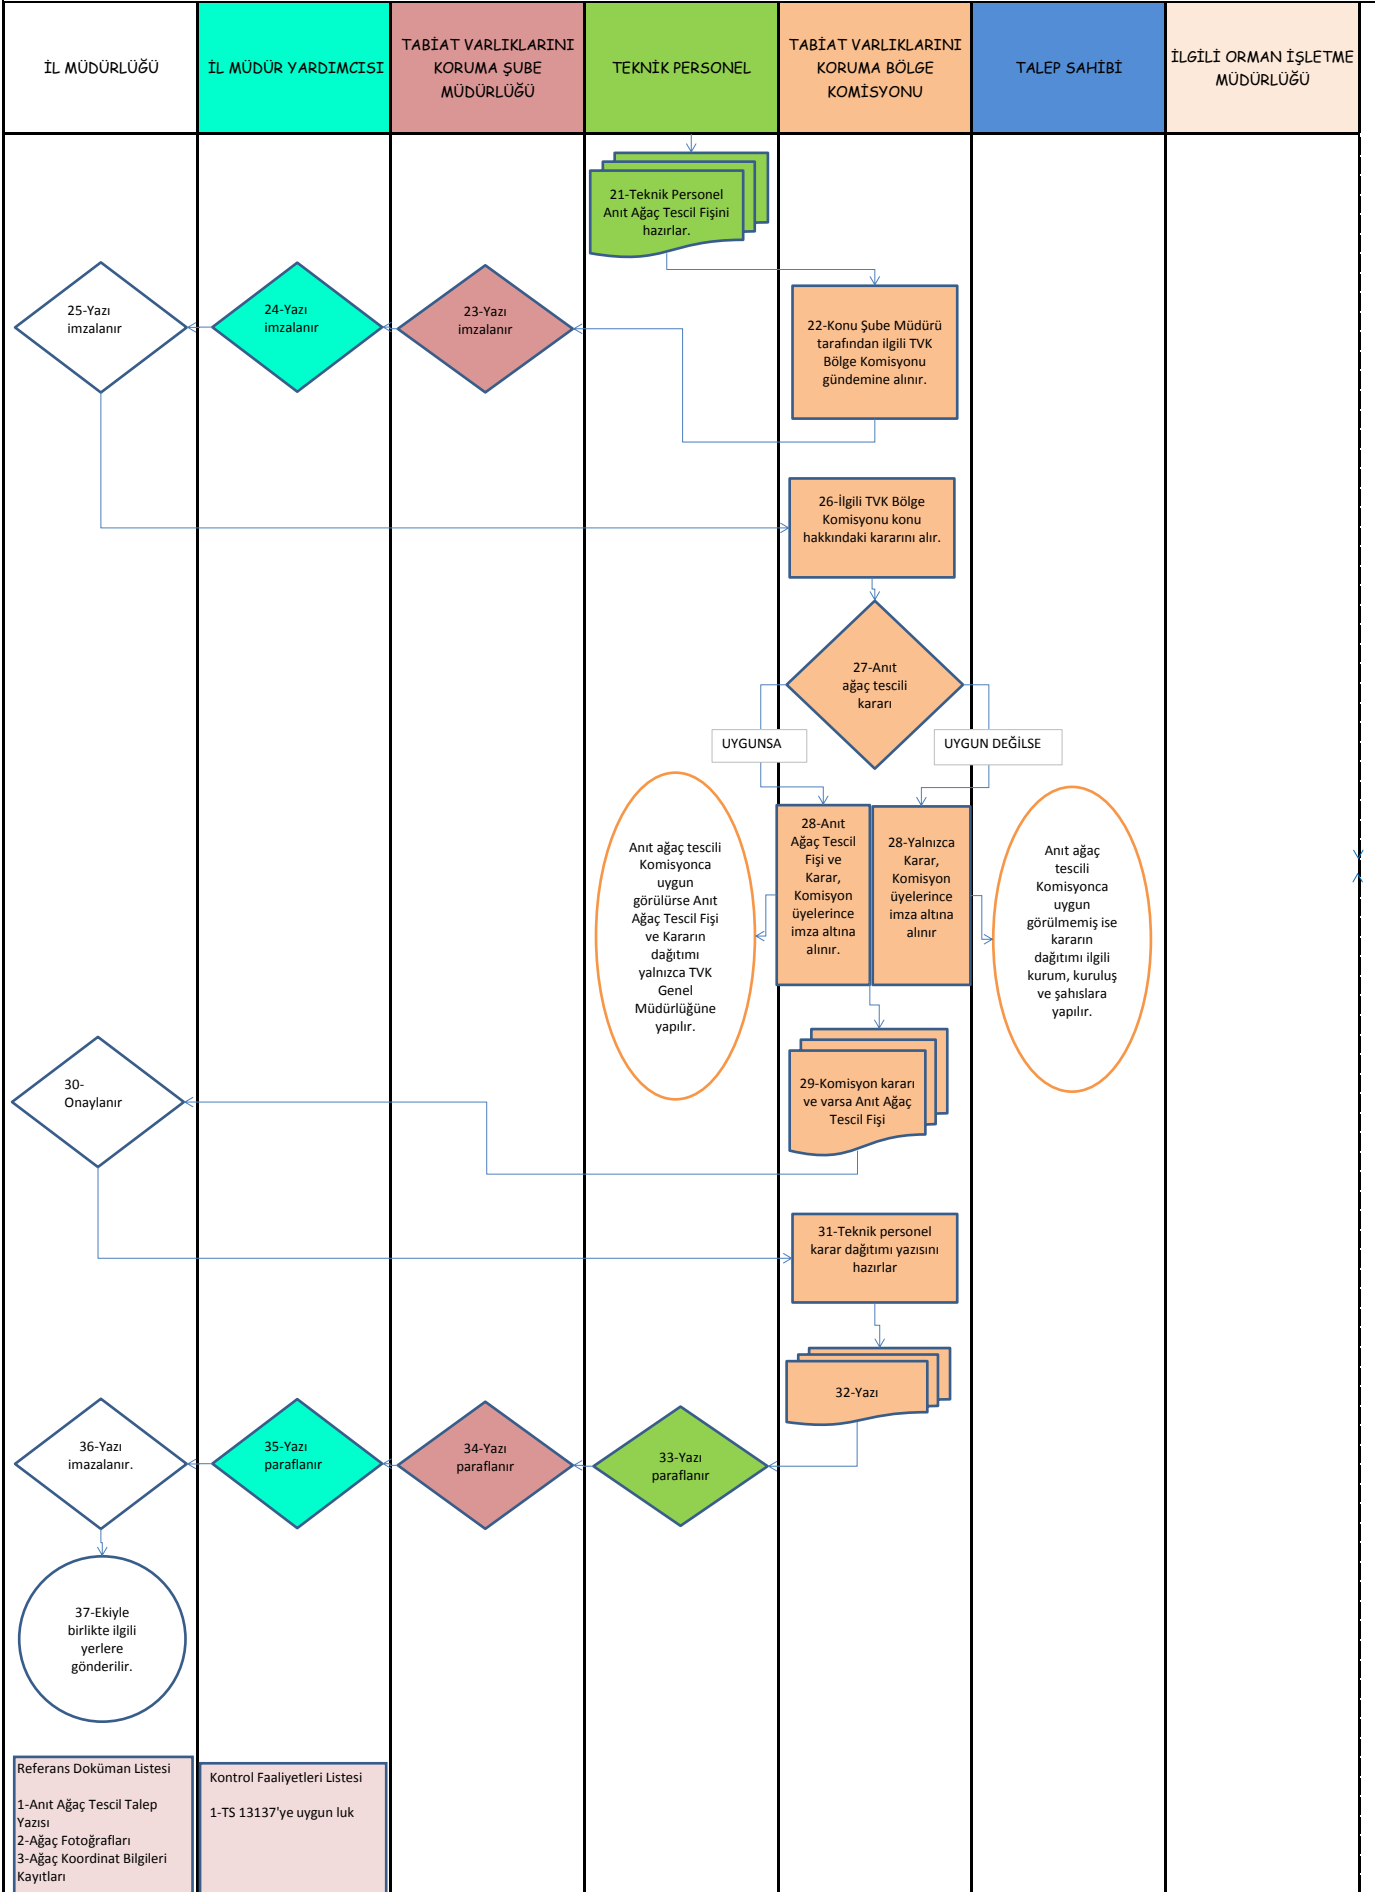 İL MÜDÜRLÜĞÜ
İL MÜDÜR YARDIMCISI
TABİAT VARLIKLARINI
KORUMA ŞUBE
MÜDÜRLÜĞÜ
TEKNİK PERSONEL
TABİAT VARLIKLARINI
KORUMA BÖLGE
KOMİSYONU
TALEP SAHİBİ
İLGİLİ ORMAN İŞLETME
MÜDÜRLÜĞÜ
21-Teknik Personel
Anıt Ağaç Tescil Fişini
hazırlar.
22-Konu Şube Müdürü
tarafından ilgili TVK
Bölge Komisyonu
gündemine alınır.
23-Yazı
imzalanır
24-Yazı
imzalanır
25-Yazı
imzalanır
26-İlgili TVK Bölge
Komisyonu konu
hakkındaki kararını alır.
27-Anıt
ağaç tescili
kararı
UYGUNSA
UYGUN DEĞİLSE
Anıt ağaç tescili
Komisyonca
uygun
görülürse Anıt
Ağaç Tescil Fişi
ve Kararın
dağıtımı
yalnızca TVK
Genel
Müdürlüğüne
yapılır.
28-Anıt
Ağaç Tescil
Fişi ve
Karar,
Komisyon
üyelerince
imza altına
alınır.
28-Yalnızca
Karar,
Komisyon
üyelerince
imza altına
alınır
Anıt ağaç
tescili
Komisyonca
uygun
görülmemiş ise
kararın
dağıtımı ilgili
kurum, kuruluş
ve şahıslara
yapılır.
29-Komisyon kararı
ve varsa Anıt Ağaç
Tescil Fişi
30-
Onaylanır
31-Teknik personel
karar dağıtımı yazısını
hazırlar
32-Yazı
33-Yazı
paraflanır
34-Yazı
paraflanır
35-Yazı
paraflanır
36-Yazı
imazalanır.
37-Ekiyle
birlikte ilgili
yerlere
gönderilir.
Referans Doküman Listesi
1-Anıt Ağaç Tescil Talep
Yazısı
2-Ağaç Fotoğrafları
3-Ağaç Koordinat Bilgileri
Kayıtları
Kontrol Faaliyetleri Listesi
1-TS 13137'ye uygun luk